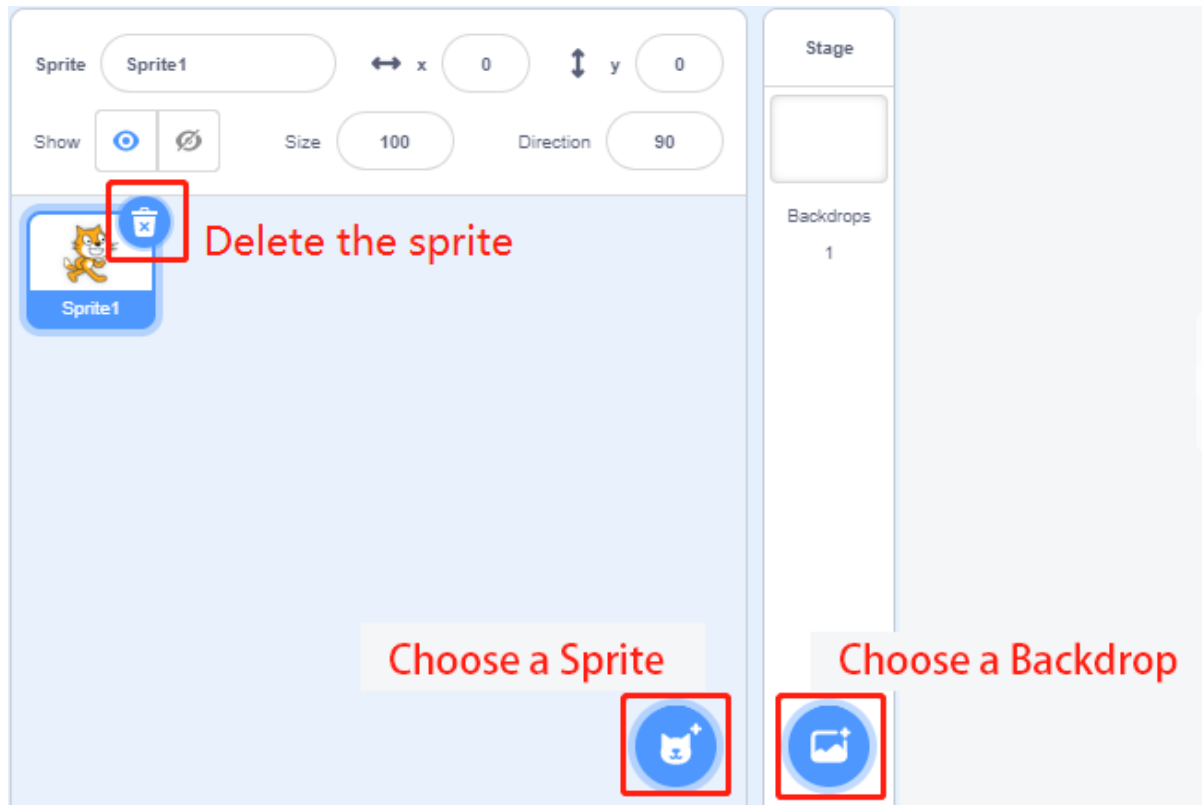 Sprite Sprite1 x 0 y 0
Show Size 100 Direction 90
Delete the sprite
Sprite1
Choose a Sprite
Stage
Backdrops
1
Choose a Backdrop